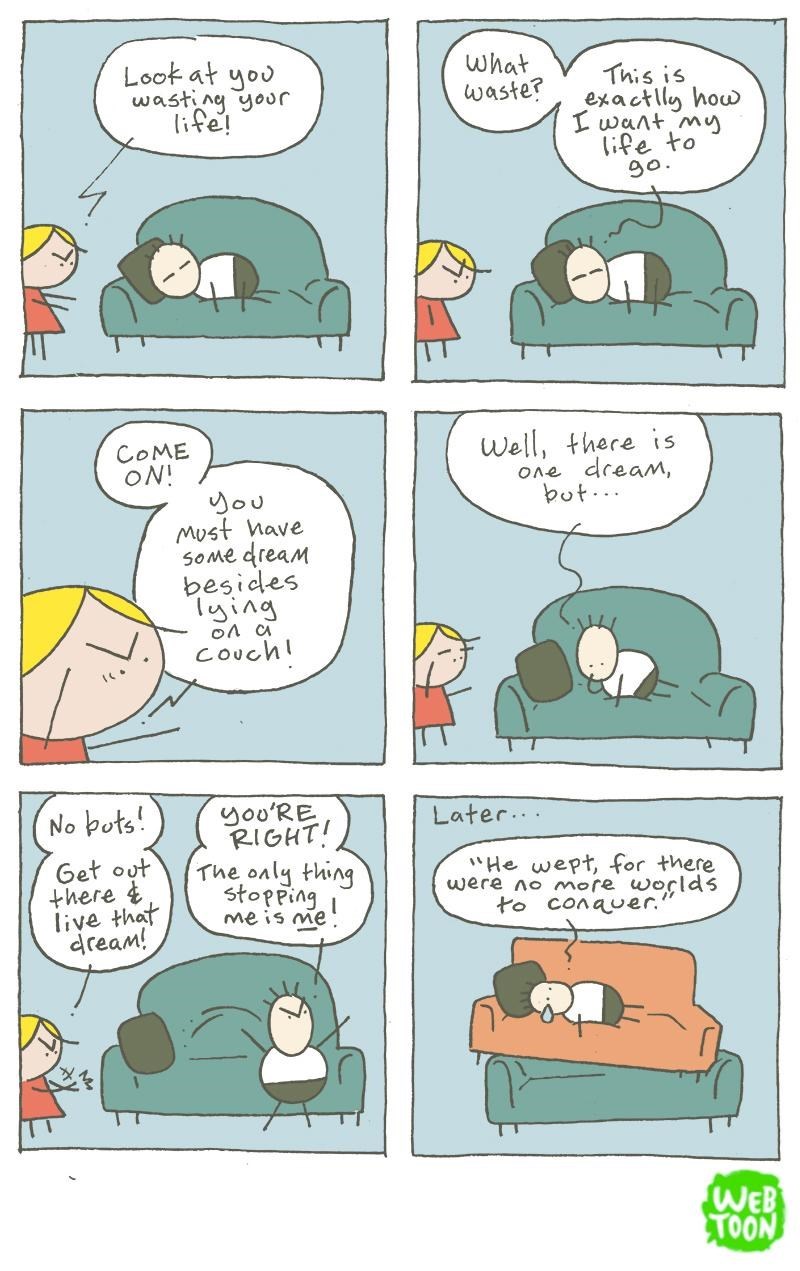 Look at you
wasting your
life!
What
waste?
This is
exactlly how
I want my
life to
go.
COME
ON!
You
must have
some dream
besides
lying
on a
couch!
Well, there is
one dream,
but...
No buts!
Get out
there &
live that
dream!
YOU'RE
RIGHT!
The only thing
stopping
me is me!
Later...
"He wept, for there
were no more worlds
to conquer."
WEB
TOON